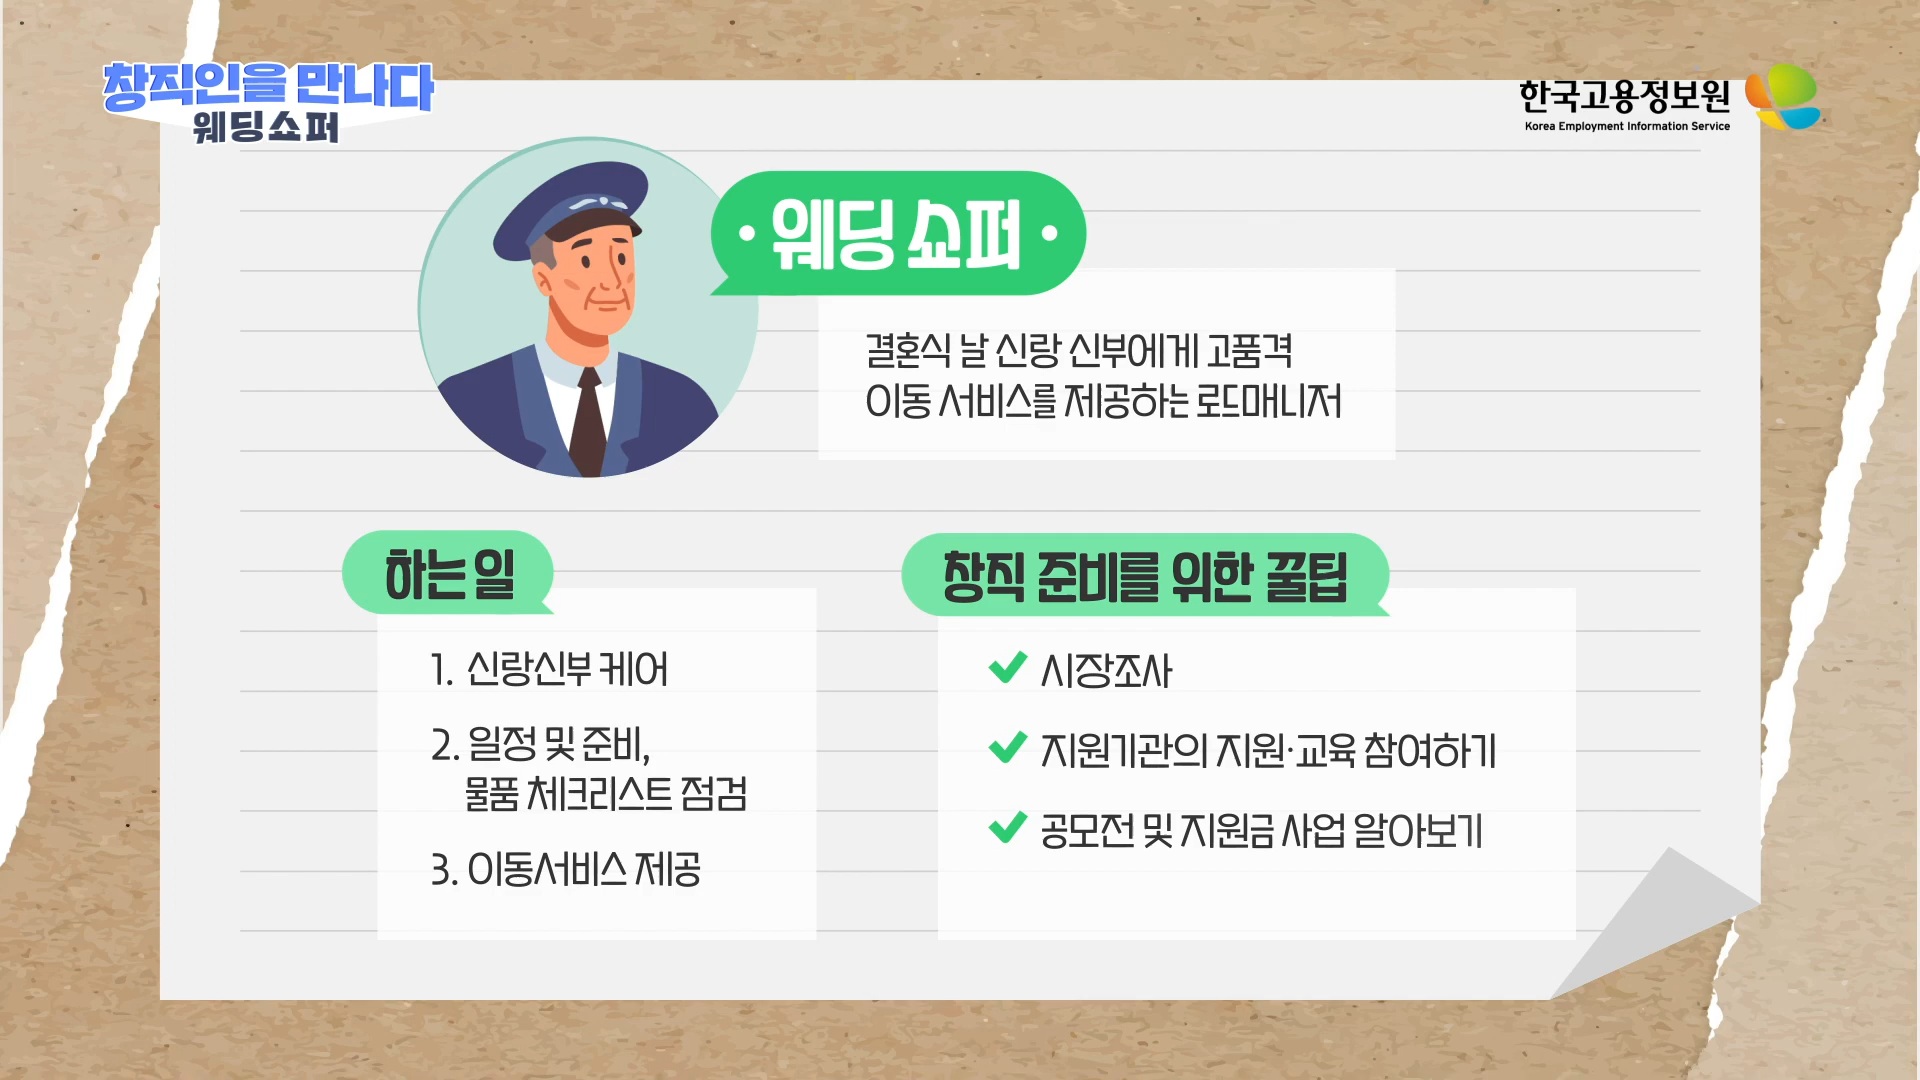 창직인을 만나다
웨딩쇼퍼
한국고용정보원
Korea Employment Information Service
• 웨딩 쇼퍼 •
결혼식 날 신랑 신부에게 고품격
이동 서비스를 제공하는 로드매니저
하는 일
1. 신랑신부 케어
2. 일정 및 준비,
물품 체크리스트 점검
3. 이동서비스 제공
창직 준비를 위한 꿀팁
✔ 시장조사
✔ 지원기관의 지원·교육 참여하기
✔ 공모전 및 지원금 사업 알아보기